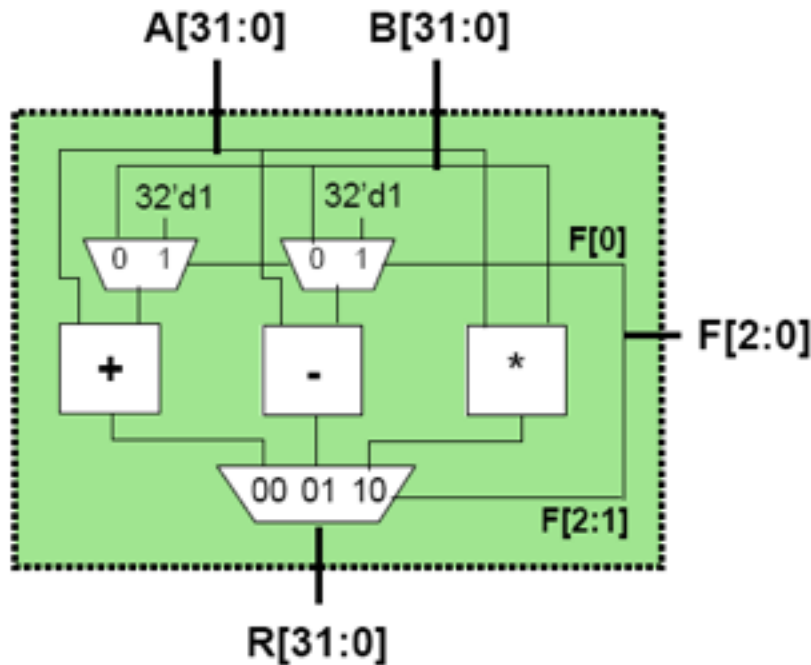 A[31:0] B[31:0]
32'd1 32'd1
0 1 0 1 F[0]
F[2:0]
+ - *
00 01 10
F[2:1]
R[31:0]